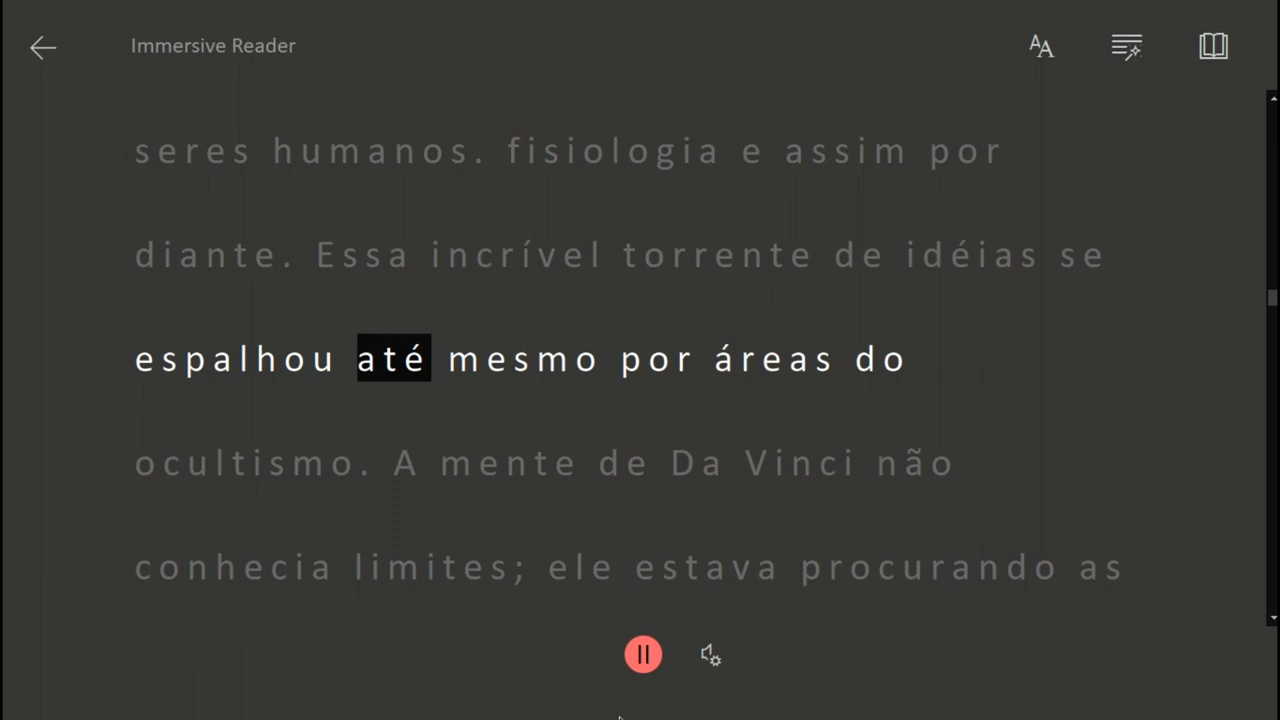 Immersive Reader
seres humanos. fisiologia e assim por
diante. Essa incrível torrente de idéias se
espalhou até mesmo por áreas do
ocultismo. A mente de Da Vinci não
conhecia limites; ele estava procurando as